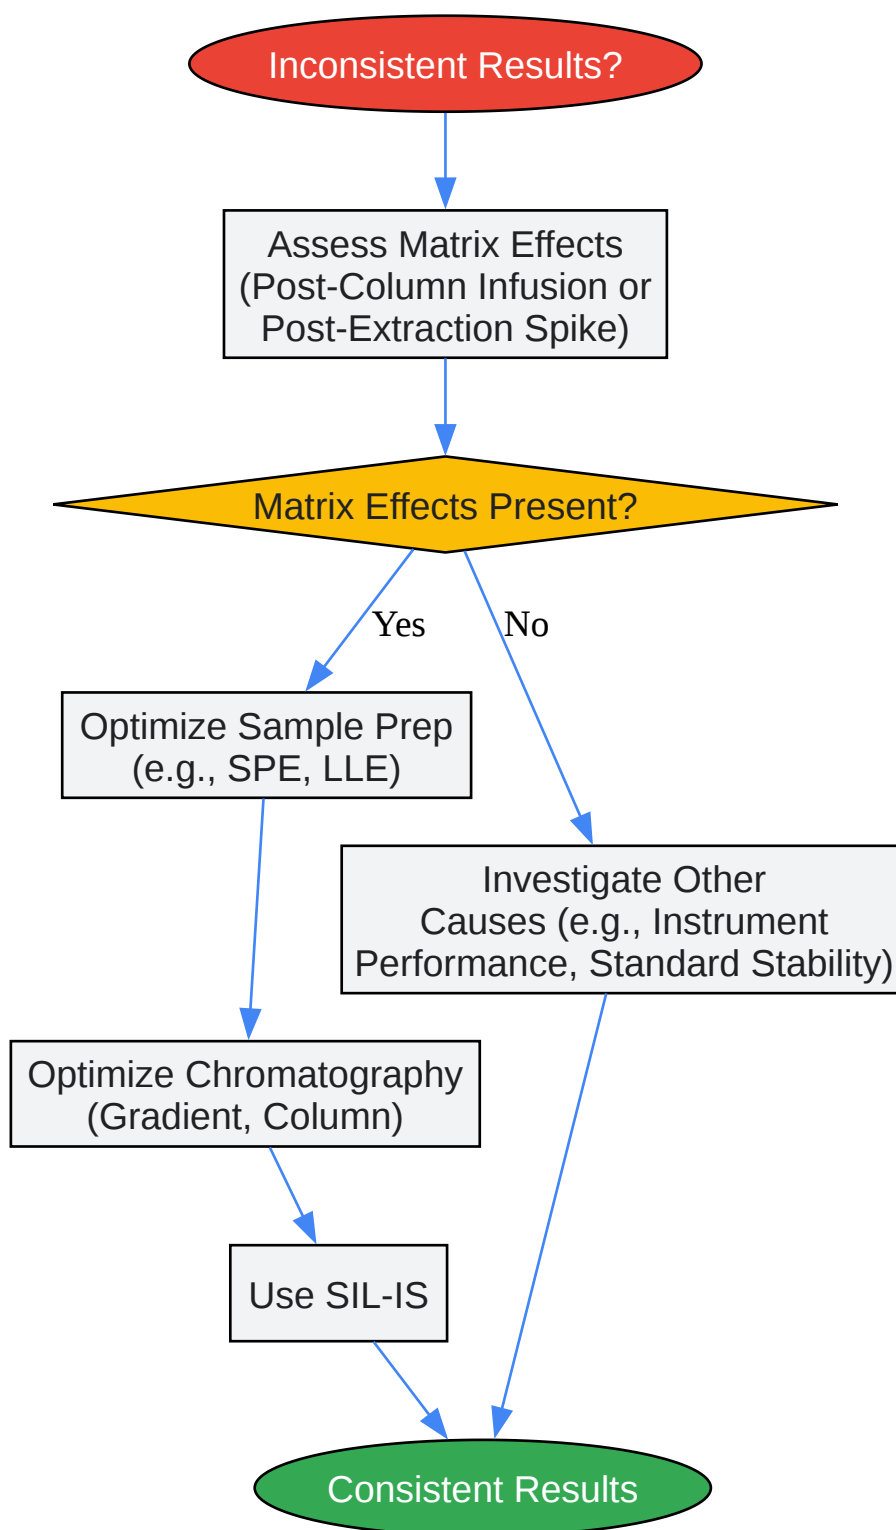 Inconsistent Results?
Assess Matrix Effects
(Post-Column Infusion or
Post-Extraction Spike)
Matrix Effects Present?
Yes
No
Optimize Sample Prep
(e.g., SPE, LLE)
Investigate Other
Causes (e.g., Instrument
Performance, Standard Stability)
Optimize Chromatography
(Gradient, Column)
Use SIL-IS
Consistent Results